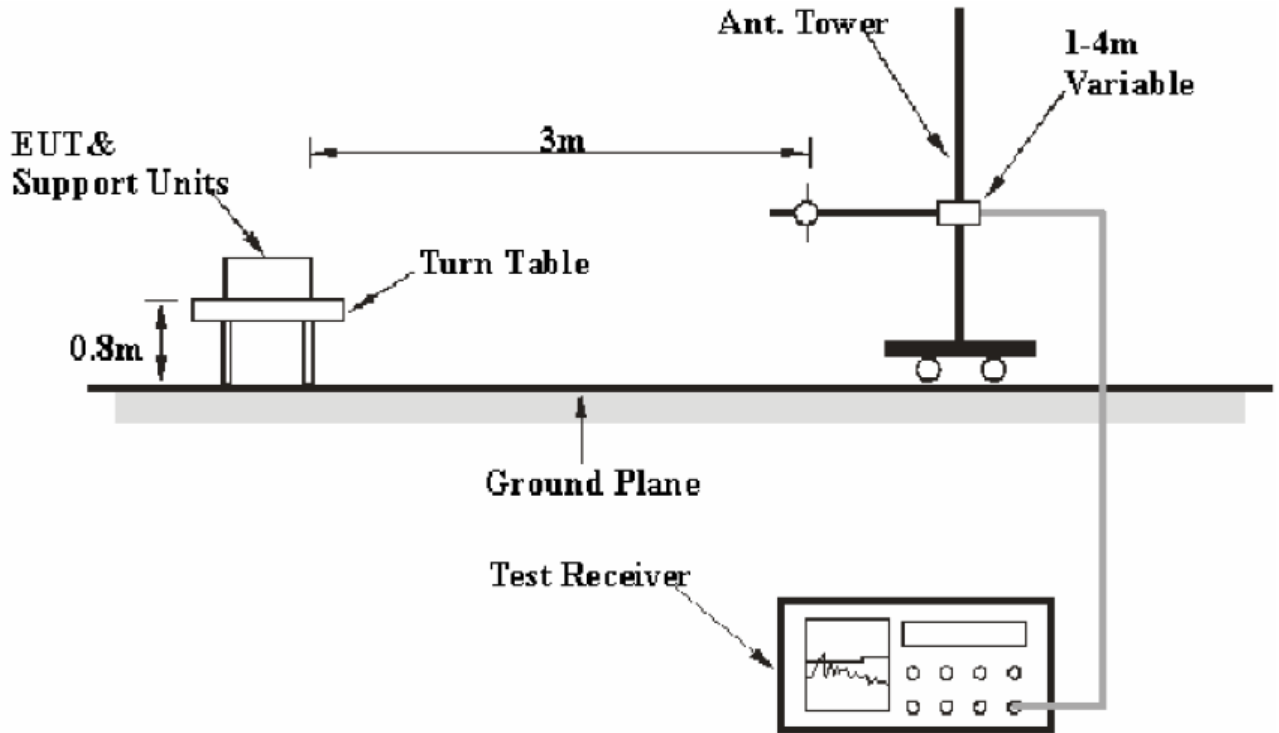 Ant. Tower
1-4m
Variable
3m
EUT&
Support Units
Turn Table
0.8m
Ground Plane
Test Receiver